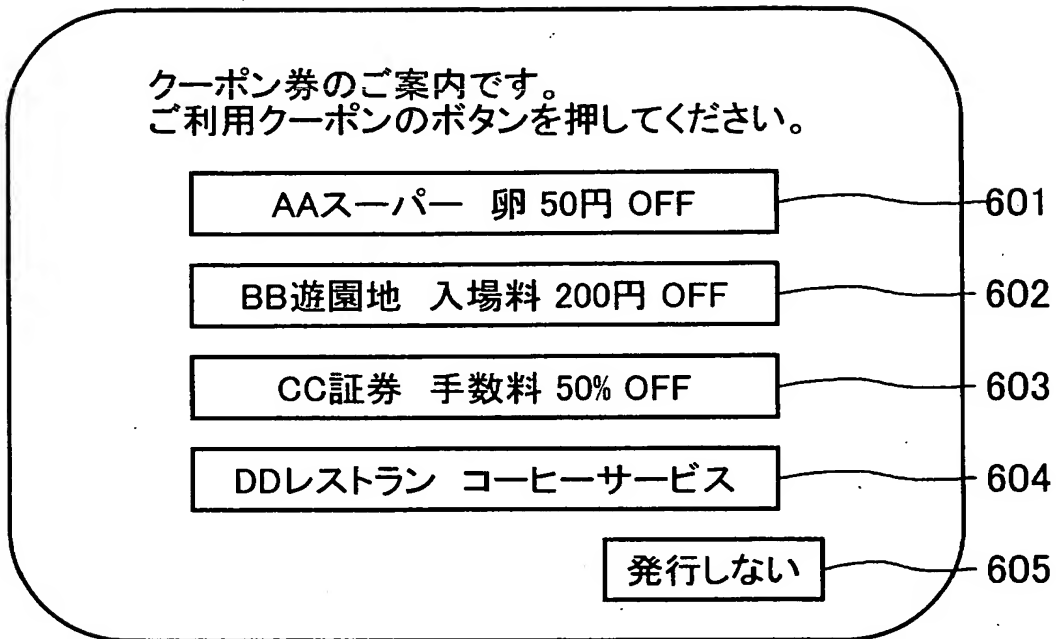 クーポン券のご案内です。
ご利用クーポンのボタンを押してください。
AAスーパー 卵 50円 OFF 601
BB遊園地 入場料 200円 OFF 602
CC証券 手数料 50% OFF 603
DDレストラン コーヒーサービス 604
発行しない 605